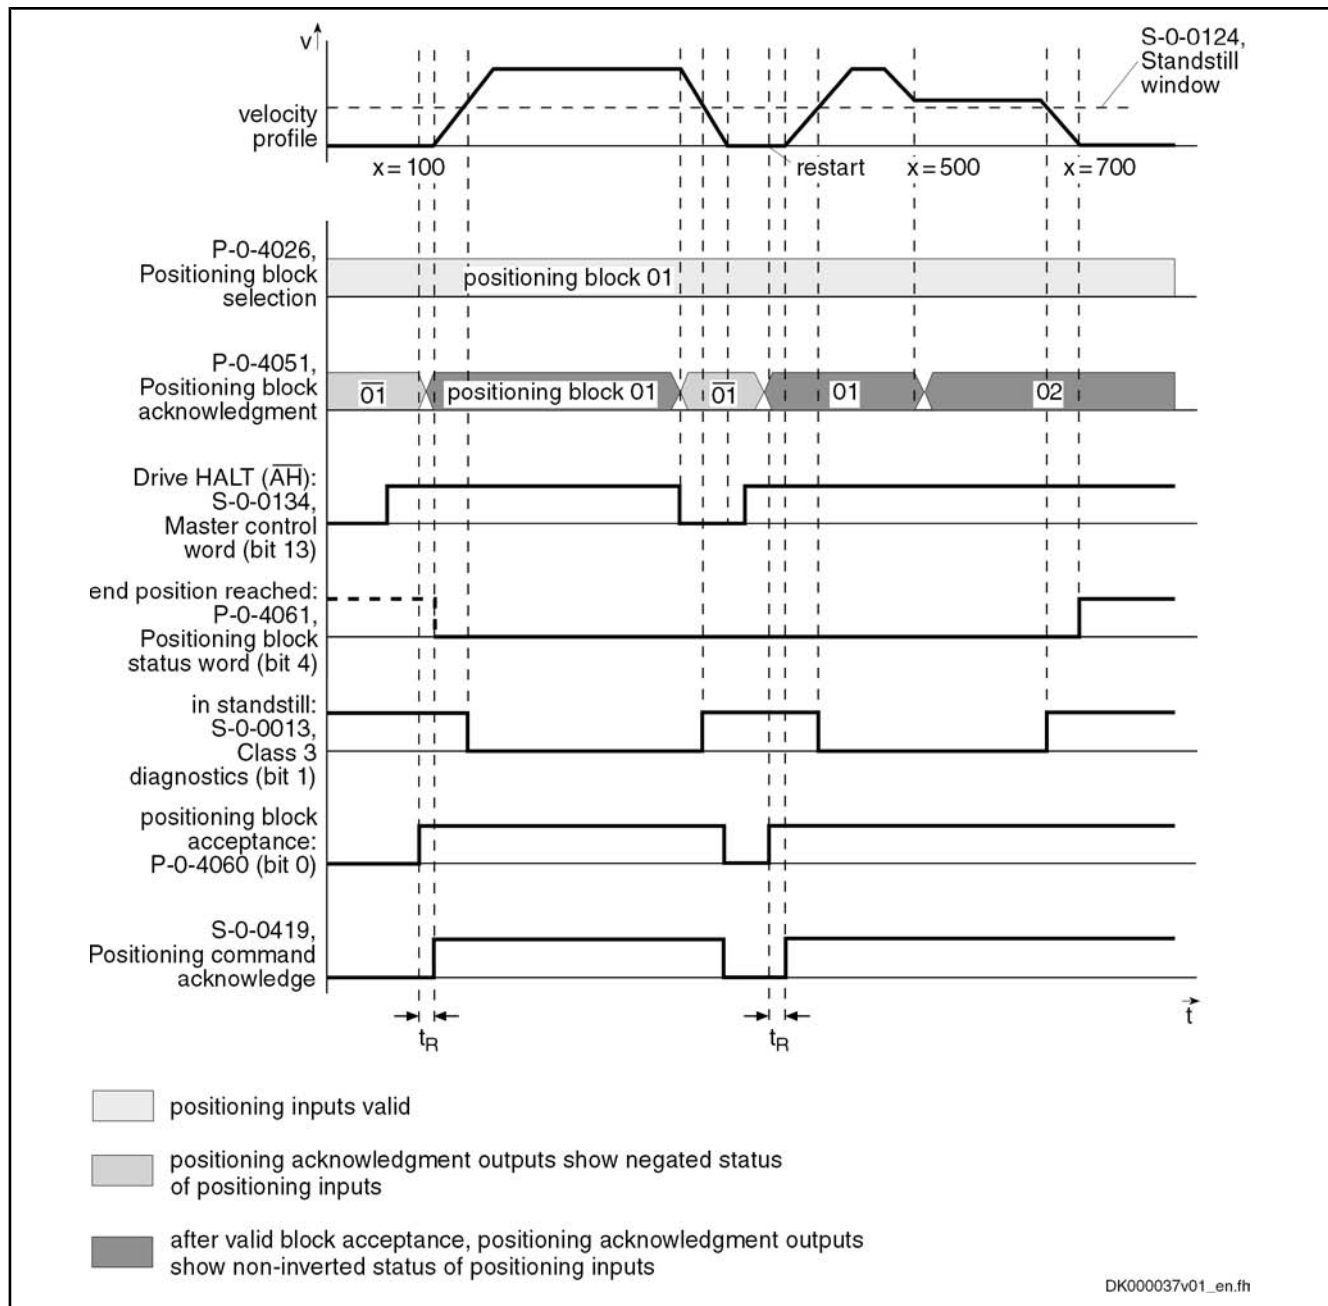 v
S-0-0124,
Standstill
window
velocity
profile
x = 100
restart
x = 500
x = 700
P-0-4026,
Positioning block
selection
positioning block 01
P-0-4051,
Positioning block
acknowledgment
0̅1̅
positioning block 01
0̅1̅
01
02
Drive HALT (A̅H̅):
S-0-0134,
Master control
word (bit 13)
end position reached:
P-0-4061,
Positioning block
status word (bit 4)
in standstill:
S-0-0013,
Class 3
diagnostics (bit 1)
positioning block
acceptance:
P-0-4060 (bit 0)
S-0-0419,
Positioning command
acknowledge
t
tR
tR
positioning inputs valid
positioning acknowledgment outputs show negated status
of positioning inputs
after valid block acceptance, positioning acknowledgment outputs
show non-inverted status of positioning inputs
DK000037v01_en.fh